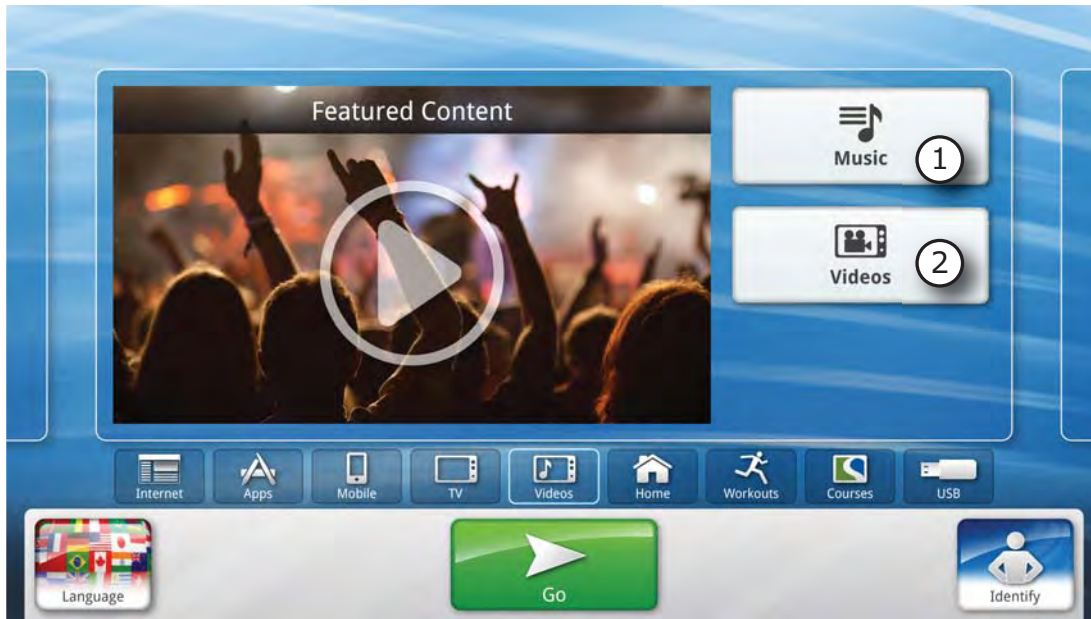 Featured Content
Music
1
Videos
2
Internet
Apps
Mobile
TV
Videos
Home
Workouts
Courses
USB
Language
Go
Identify